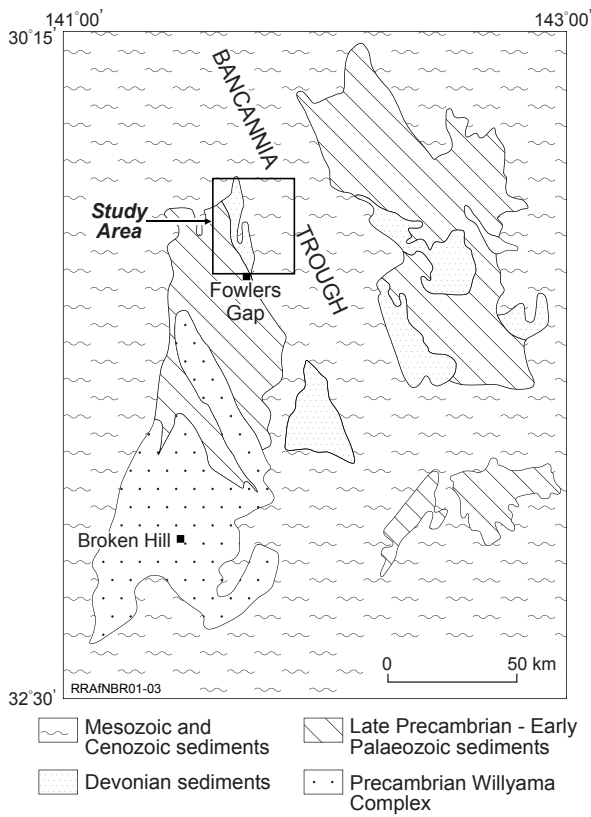 141°00' 143°00'
30°15'
BANCANNIA
Study
Area
TROUGH
Fowlers
Gap
Broken Hill
0 50 km
RRAfNBR01-03
32°30'
Mesozoic and
Cenozoic sediments
Late Precambrian - Early
Palaeozoic sediments
Devonian sediments
Precambrian Willyama
Complex